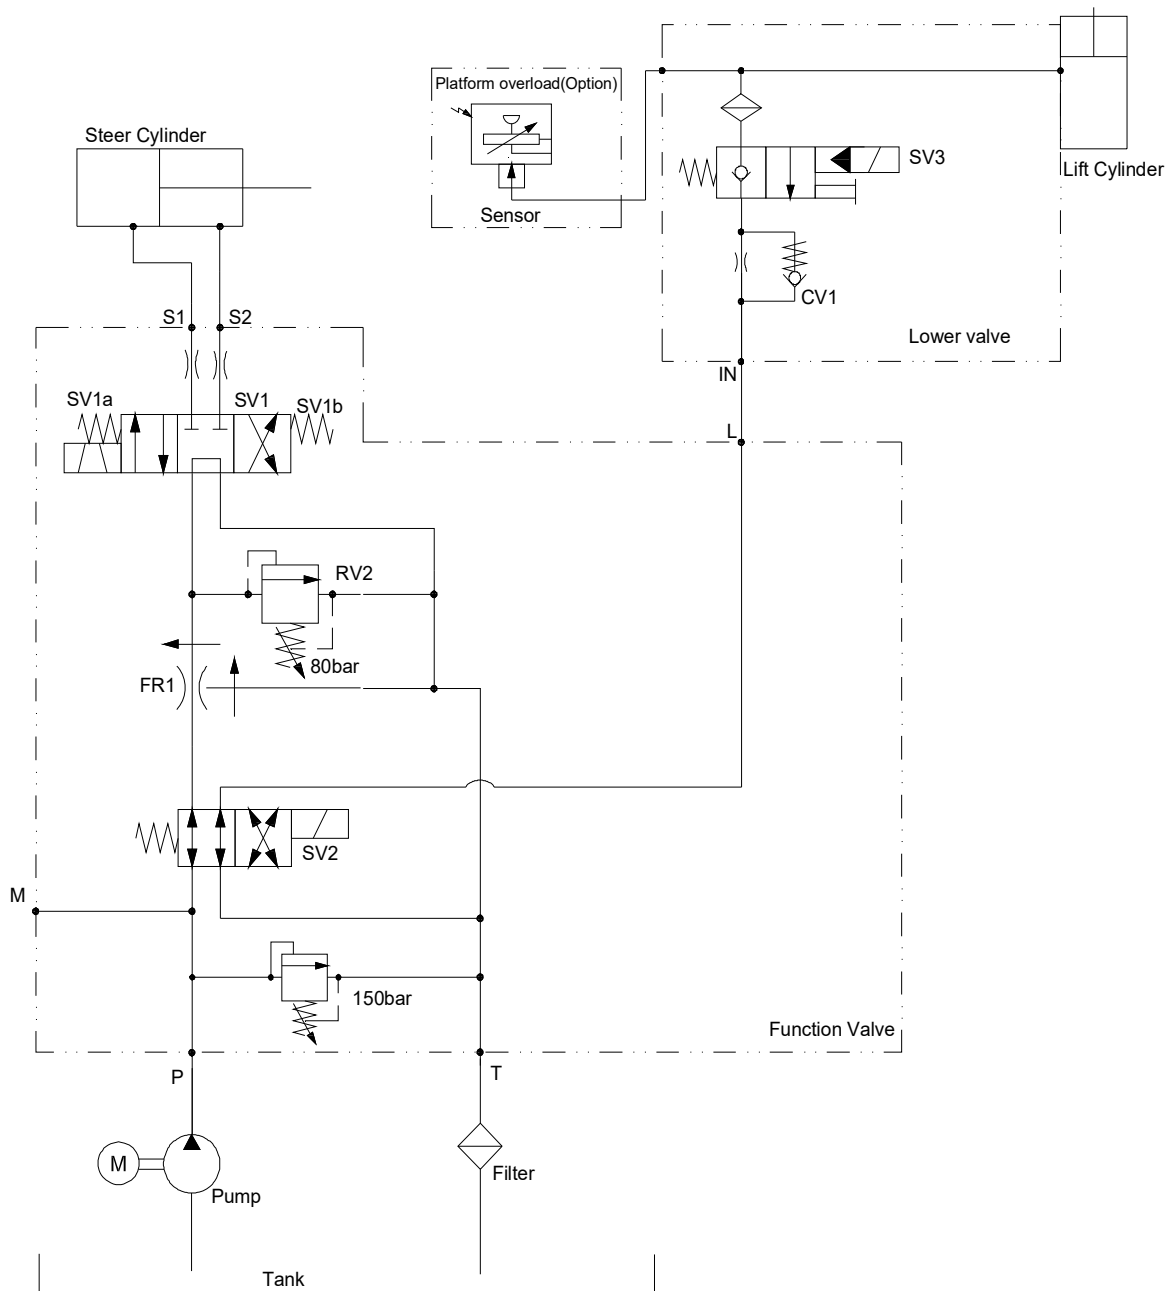 Platform overload(Option)
Steer Cylinder
SV3
Lift Cylinder
Sensor
CV1
S1
S2
Lower valve
IN
SV1a
SV1
SV1b
L
RV2
80bar
FR1
SV2
M
150bar
Function Valve
P
T
M
Filter
Pump
Tank